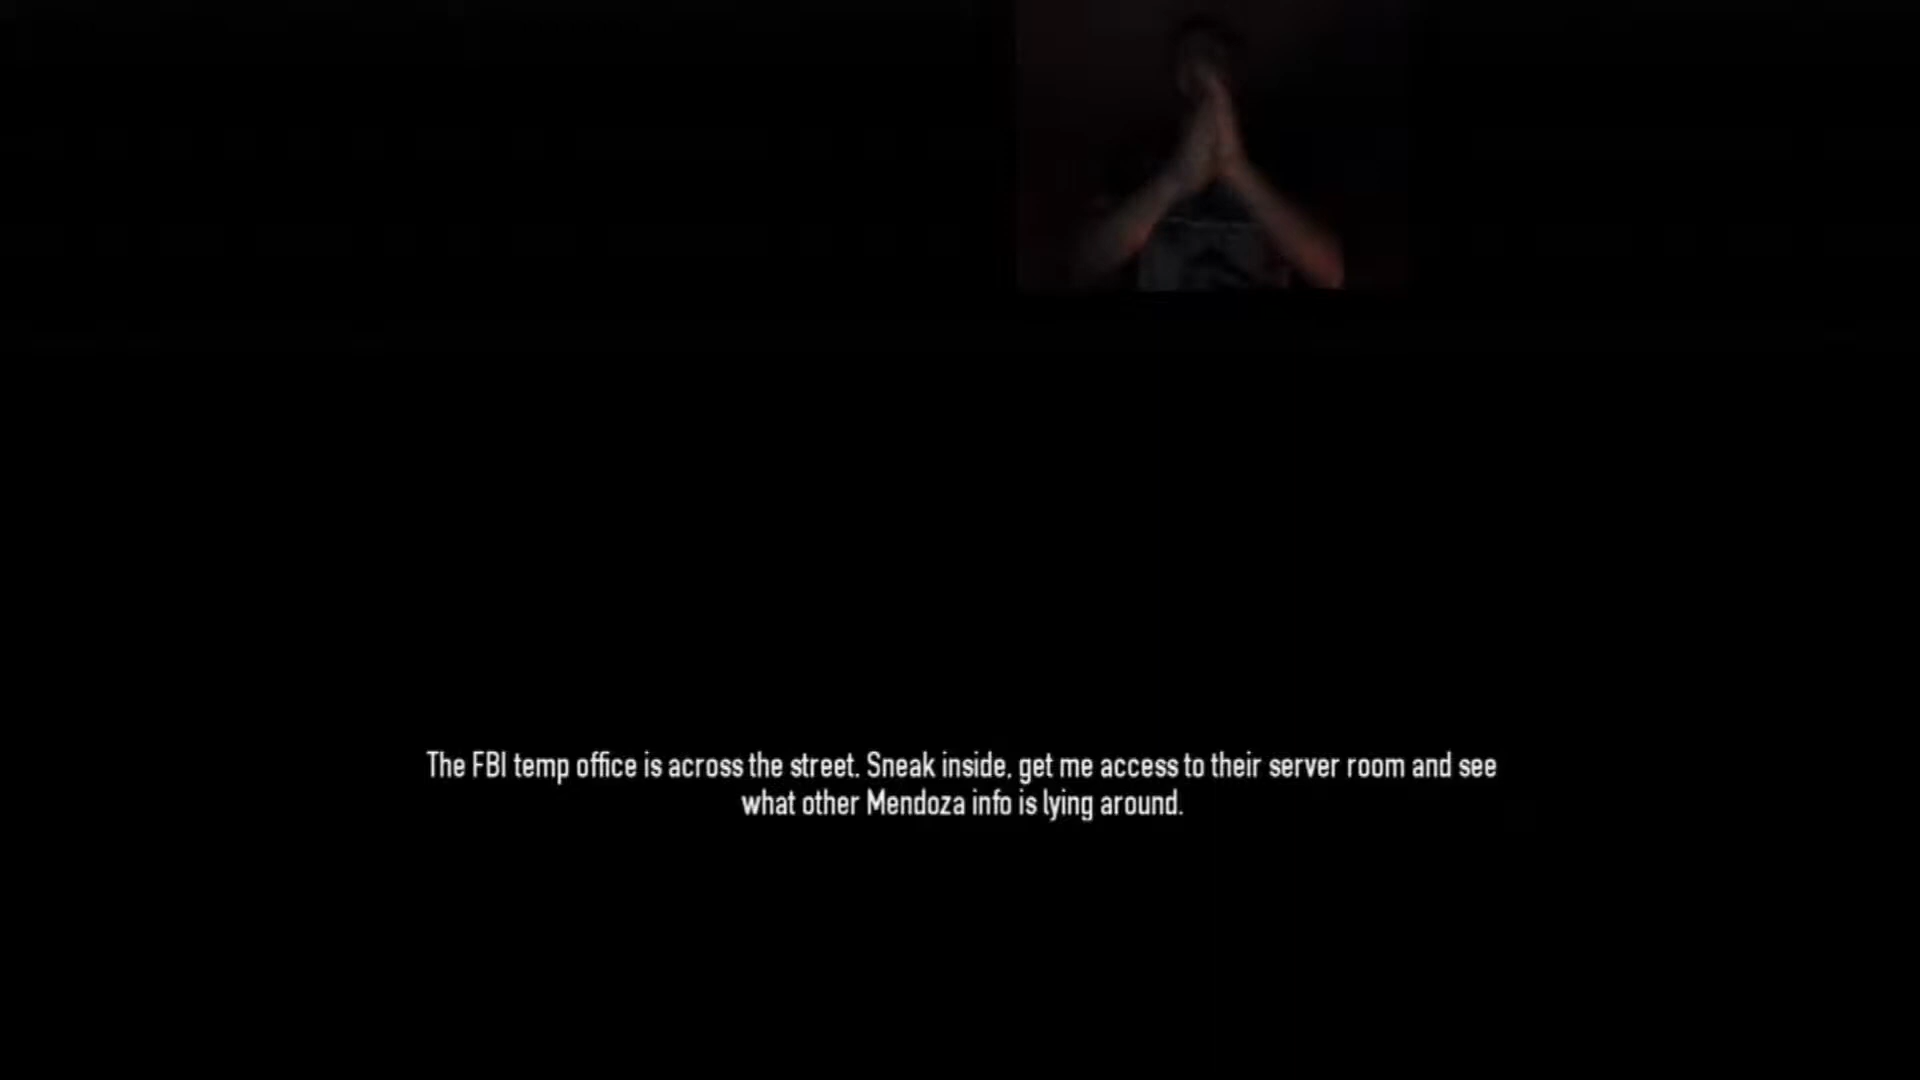 The FBI temp office is across the street. Sneak inside, get me access to their server room and see
what other Mendoza info is lying around.